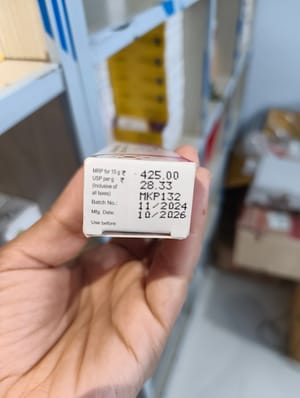 MRP for 15 g ₹ 425.00
USP per g ₹ 28.33
(Inclusive of
all taxes)
Batch No.: MKP132
Mfg. Date: 11/2024
Use before: 10/2026